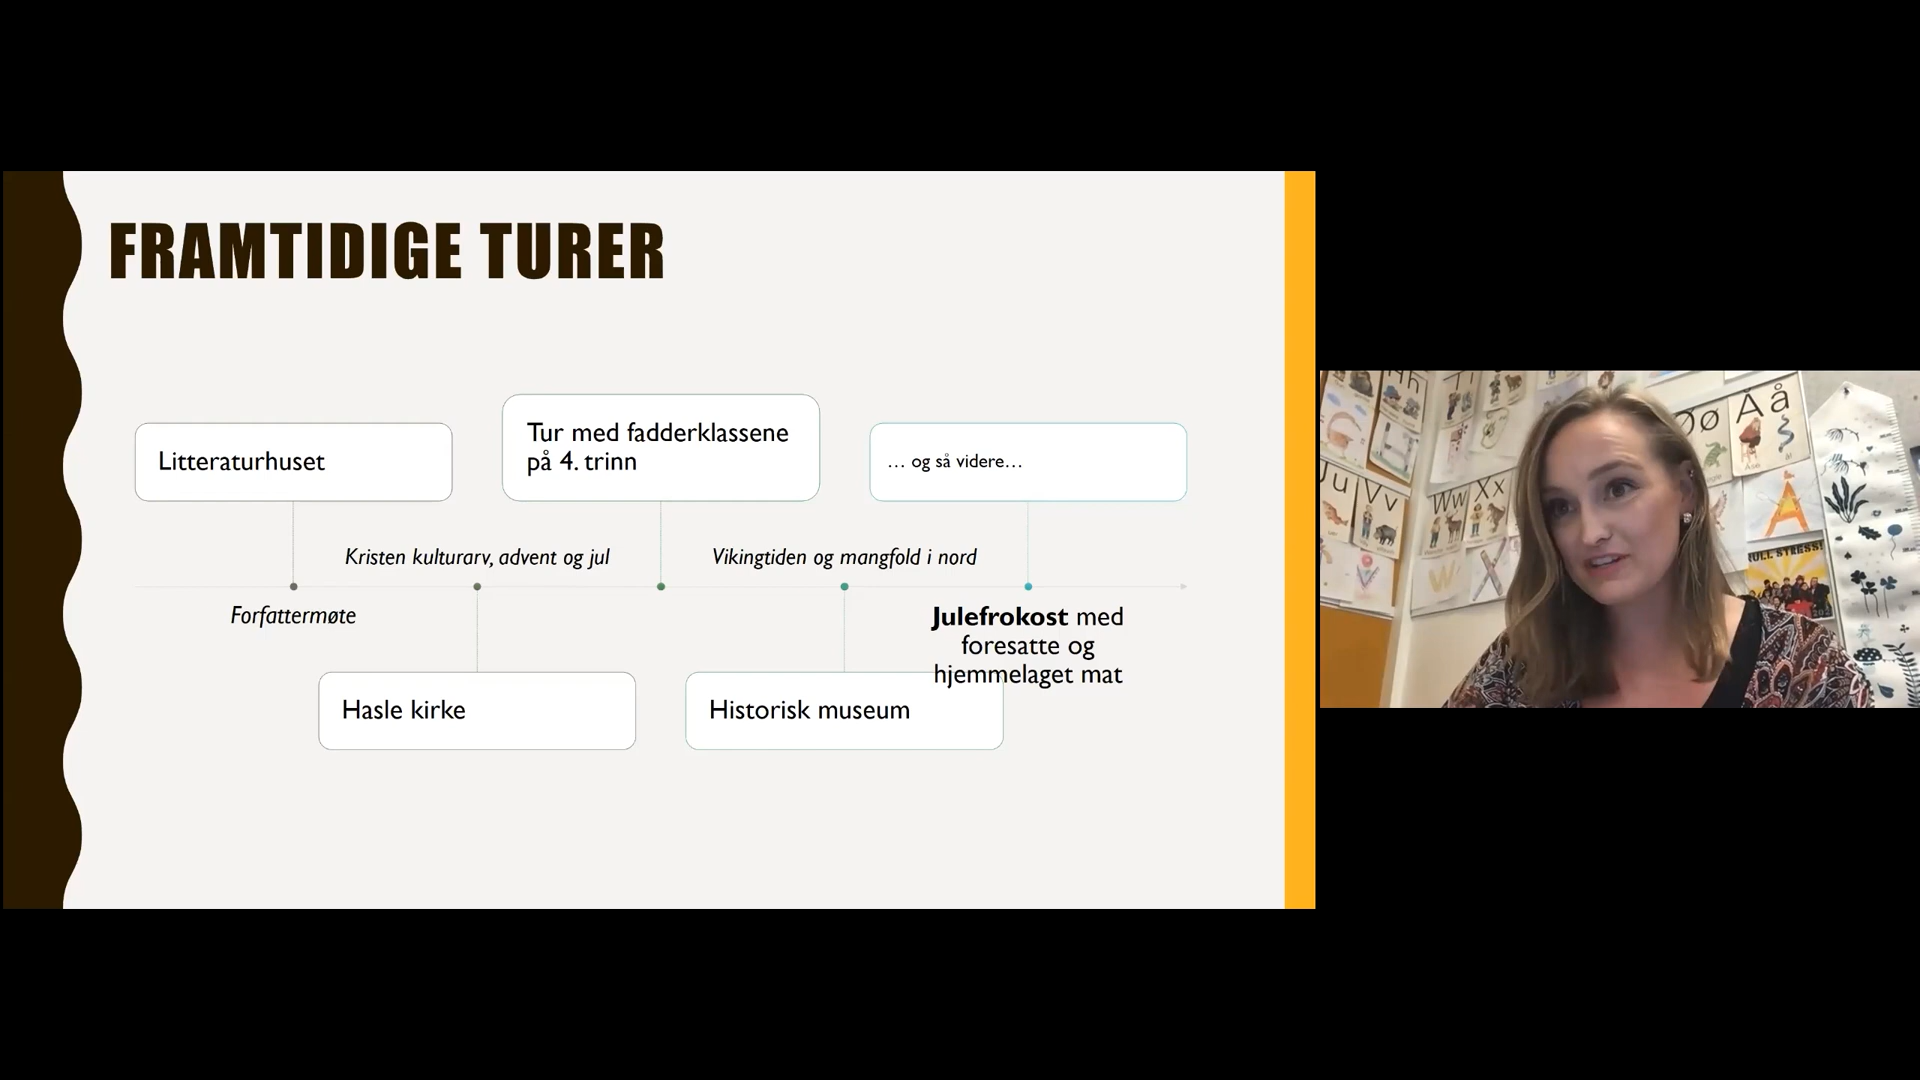 FRAMTIDIGE TURER
Litteraturhuset
Tur med fadderklassene
på 4. trinn
… og så videre…
Kristen kulturarv, advent og jul
Vikingtiden og mangfold i nord
Forfattermøte
Julefrokost med
foresatte og
hjemmelaget mat
Hasle kirke
Historisk museum
Øø
Åå
Vv
Ww
Xx